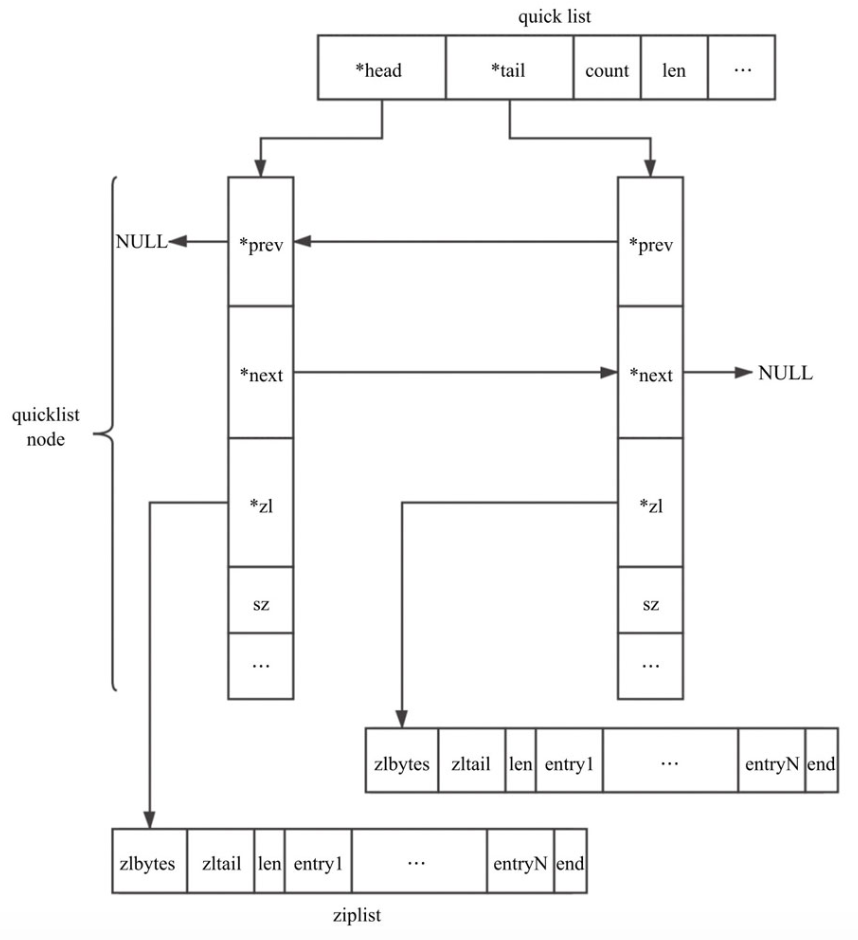 quick list
*head *tail count len ...
NULL *prev *prev
*next *next NULL
quicklist
node
*zl *zl
sz sz
... ...
zlbytes zltail len entry1 ... entryN end
zlbytes zltail len entry1 ... entryN end
ziplist